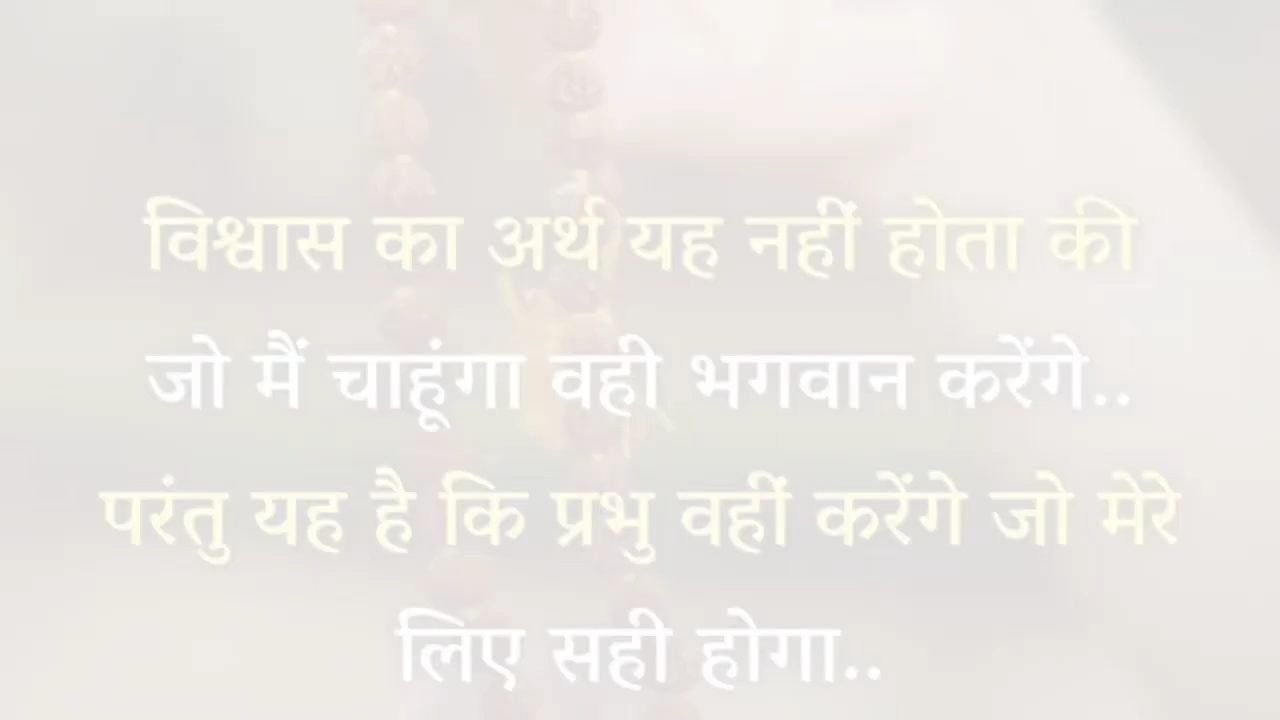 विश्वास का अर्थ यह नहीं होता की
जो मैं चाहूंगा वही भगवान करेंगे..
परंतु यह है कि प्रभु वहीं करेंगे जो मेरे
लिए सही होगा..